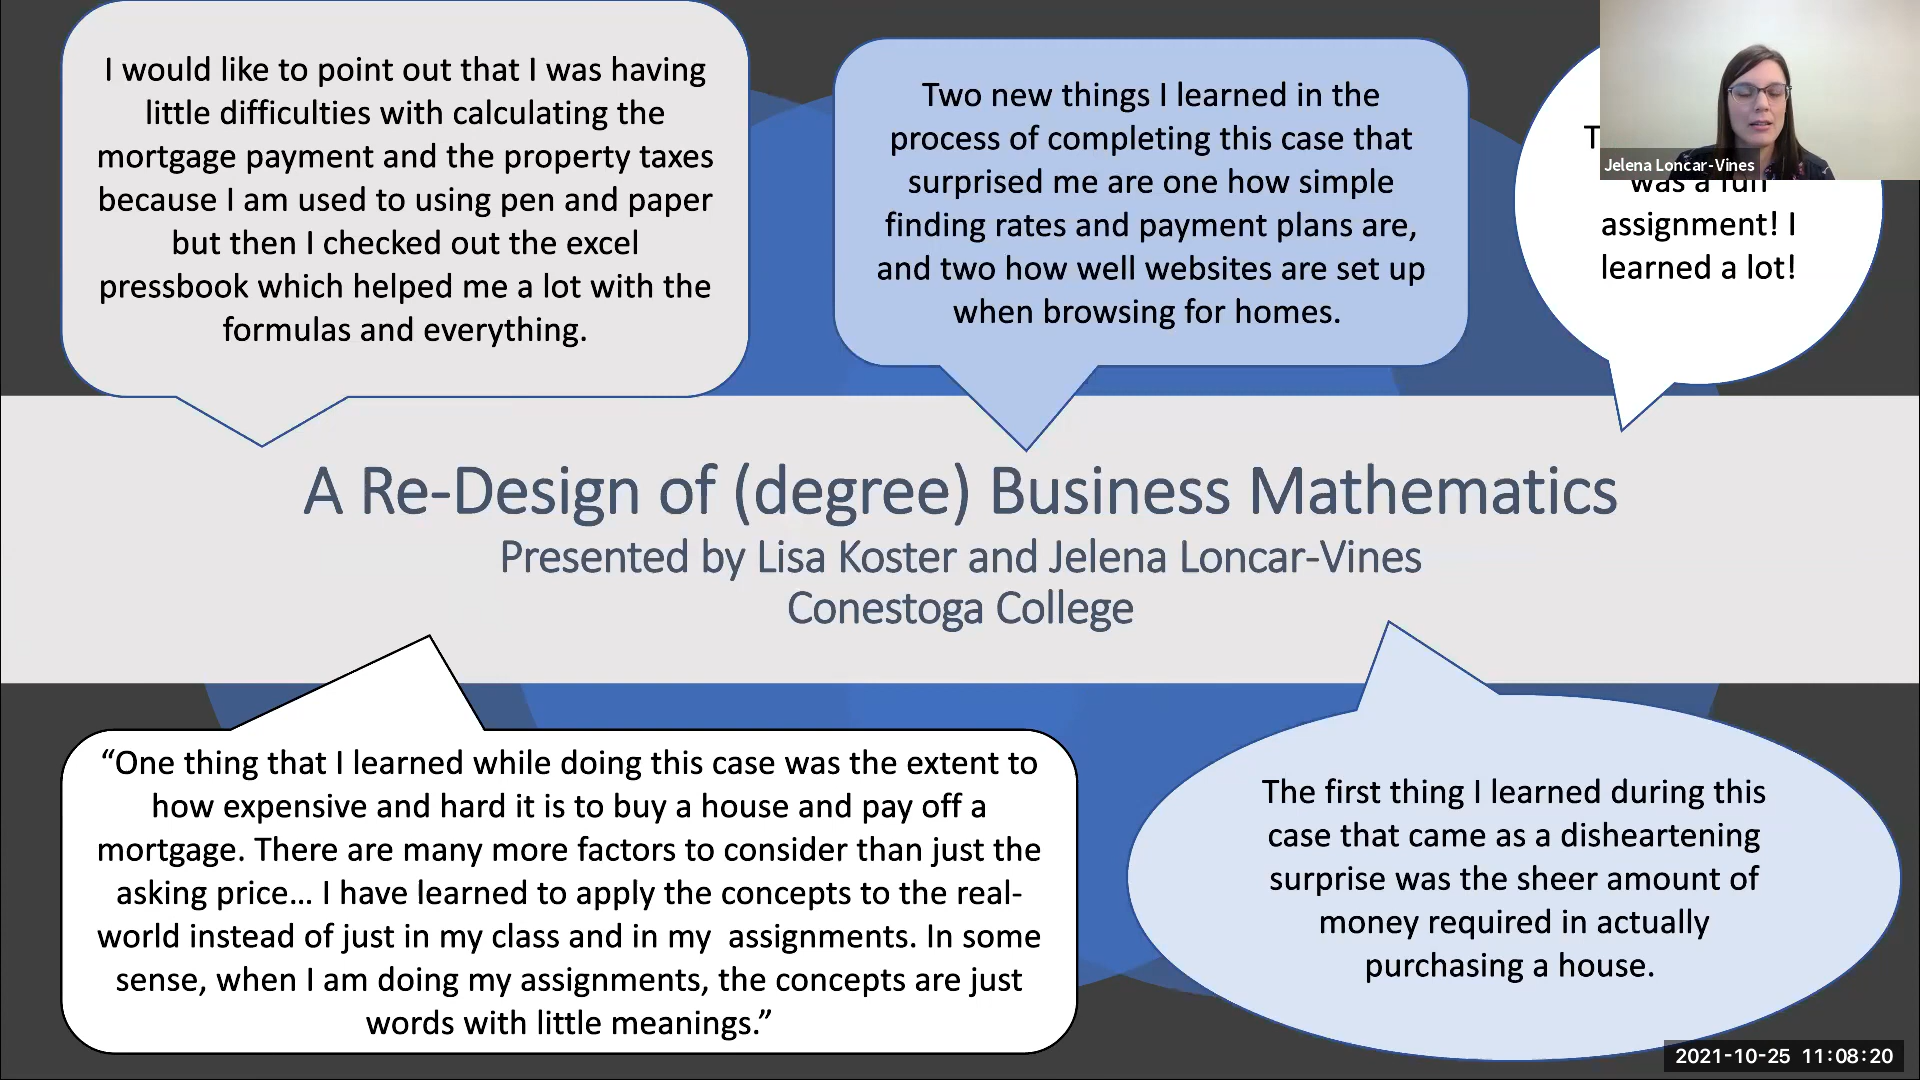 I would like to point out that I was having
little difficulties with calculating the
mortgage payment and the property taxes
because I am used to using pen and paper
but then I checked out the excel
pressbook which helped me a lot with the
formulas and everything.
Two new things I learned in the
process of completing this case that
surprised me are one how simple
finding rates and payment plans are,
and two how well websites are set up
when browsing for homes.
was a fun
assignment! I
learned a lot!
Jelena Loncar-Vines
A Re-Design of (degree) Business Mathematics
Presented by Lisa Koster and Jelena Loncar-Vines
Conestoga College
“One thing that I learned while doing this case was the extent to
how expensive and hard it is to buy a house and pay off a
mortgage. There are many more factors to consider than just the
asking price… I have learned to apply the concepts to the real-
world instead of just in my class and in my  assignments. In some
sense, when I am doing my assignments, the concepts are just
words with little meanings.”
The first thing I learned during this
case that came as a disheartening
surprise was the sheer amount of
money required in actually
purchasing a house.
2021-10-25 11:08:20